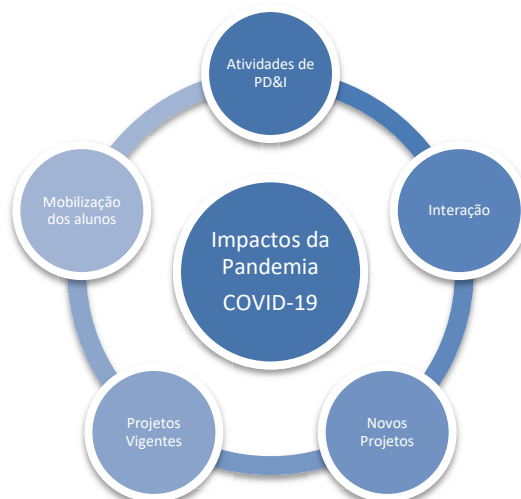 Atividades de
PD&I
Interação
Novos
Projetos
Projetos
Vigentes
Mobilização
dos alunos
Impactos da
Pandemia
COVID-19